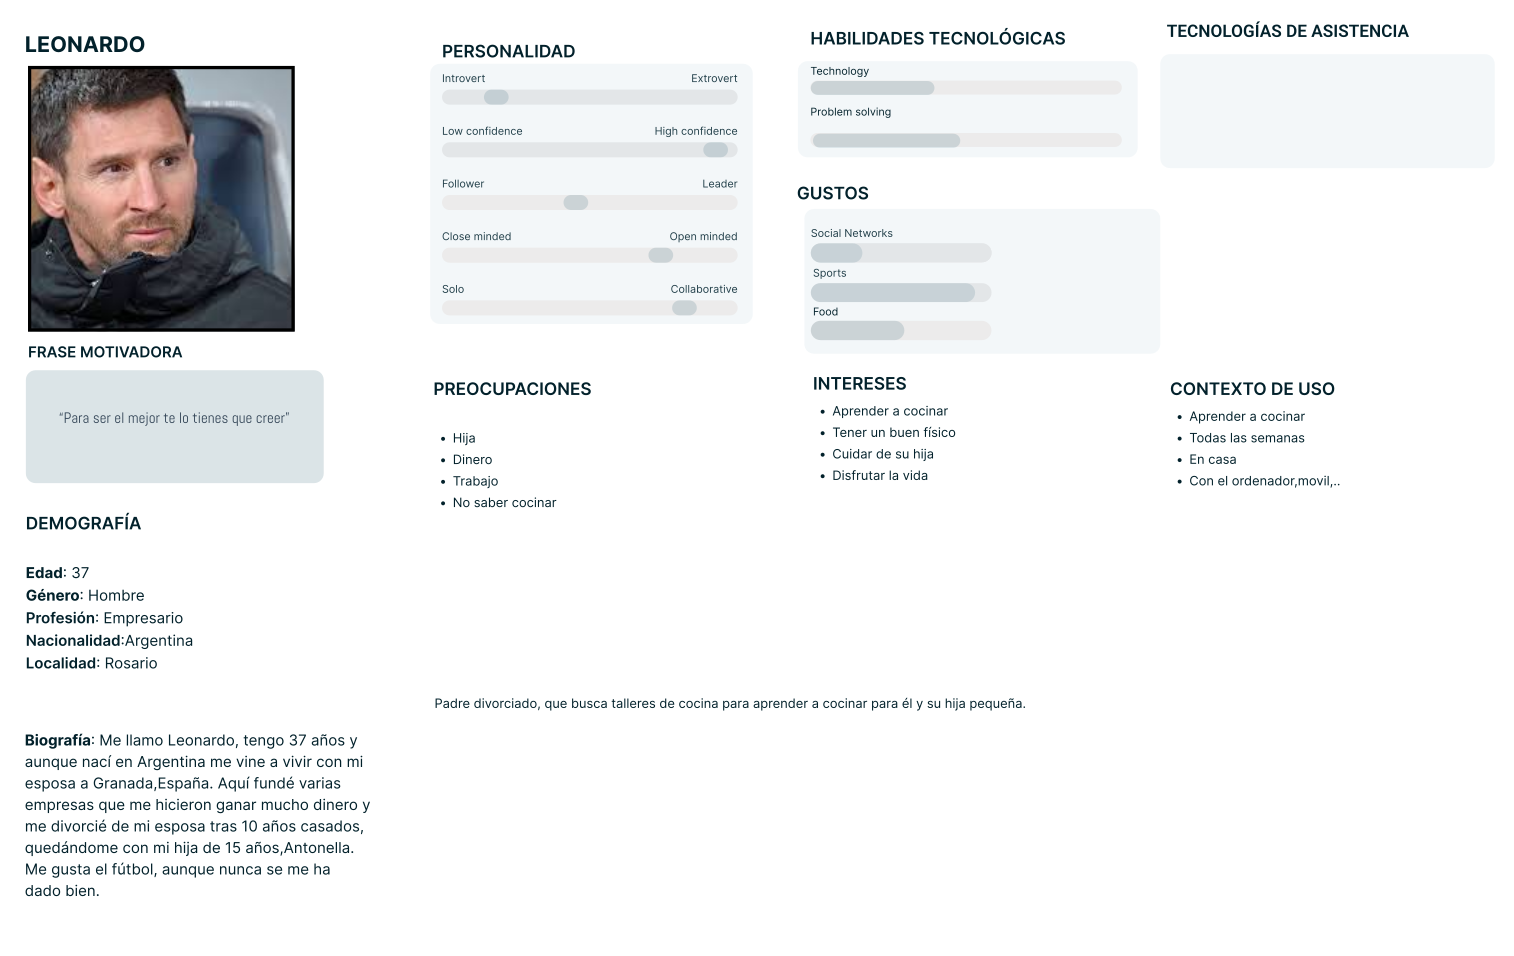 LEONARDO
FRASE MOTIVADORA
“Para ser el mejor te lo tienes que creer”
DEMOGRAFÍA
Edad: 37
Género: Hombre
Profesión: Empresario
Nacionalidad:Argentina
Localidad: Rosario
Biografía: Me llamo Leonardo, tengo 37 años y
aunque nací en Argentina me vine a vivir con mi
esposa a Granada,España. Aquí fundé varias
empresas que me hicieron ganar mucho dinero y
me divorcié de mi esposa tras 10 años casados,
quedándome con mi hija de 15 años,Antonella.
Me gusta el fútbol, aunque nunca se me ha
dado bien.
PERSONALIDAD
Introvert Extrovert
Low confidence High confidence
Follower Leader
Close minded Open minded
Solo Collaborative
PREOCUPACIONES
• Hija
• Dinero
• Trabajo
• No saber cocinar
Padre divorciado, que busca talleres de cocina para aprender a cocinar para él y su hija pequeña.
HABILIDADES TECNOLÓGICAS
Technology
Problem solving
GUSTOS
Social Networks
Sports
Food
INTERESES
• Aprender a cocinar
• Tener un buen físico
• Cuidar de su hija
• Disfrutar la vida
TECNOLOGÍAS DE ASISTENCIA
CONTEXTO DE USO
• Aprender a cocinar
• Todas las semanas
• En casa
• Con el ordenador,movil,..